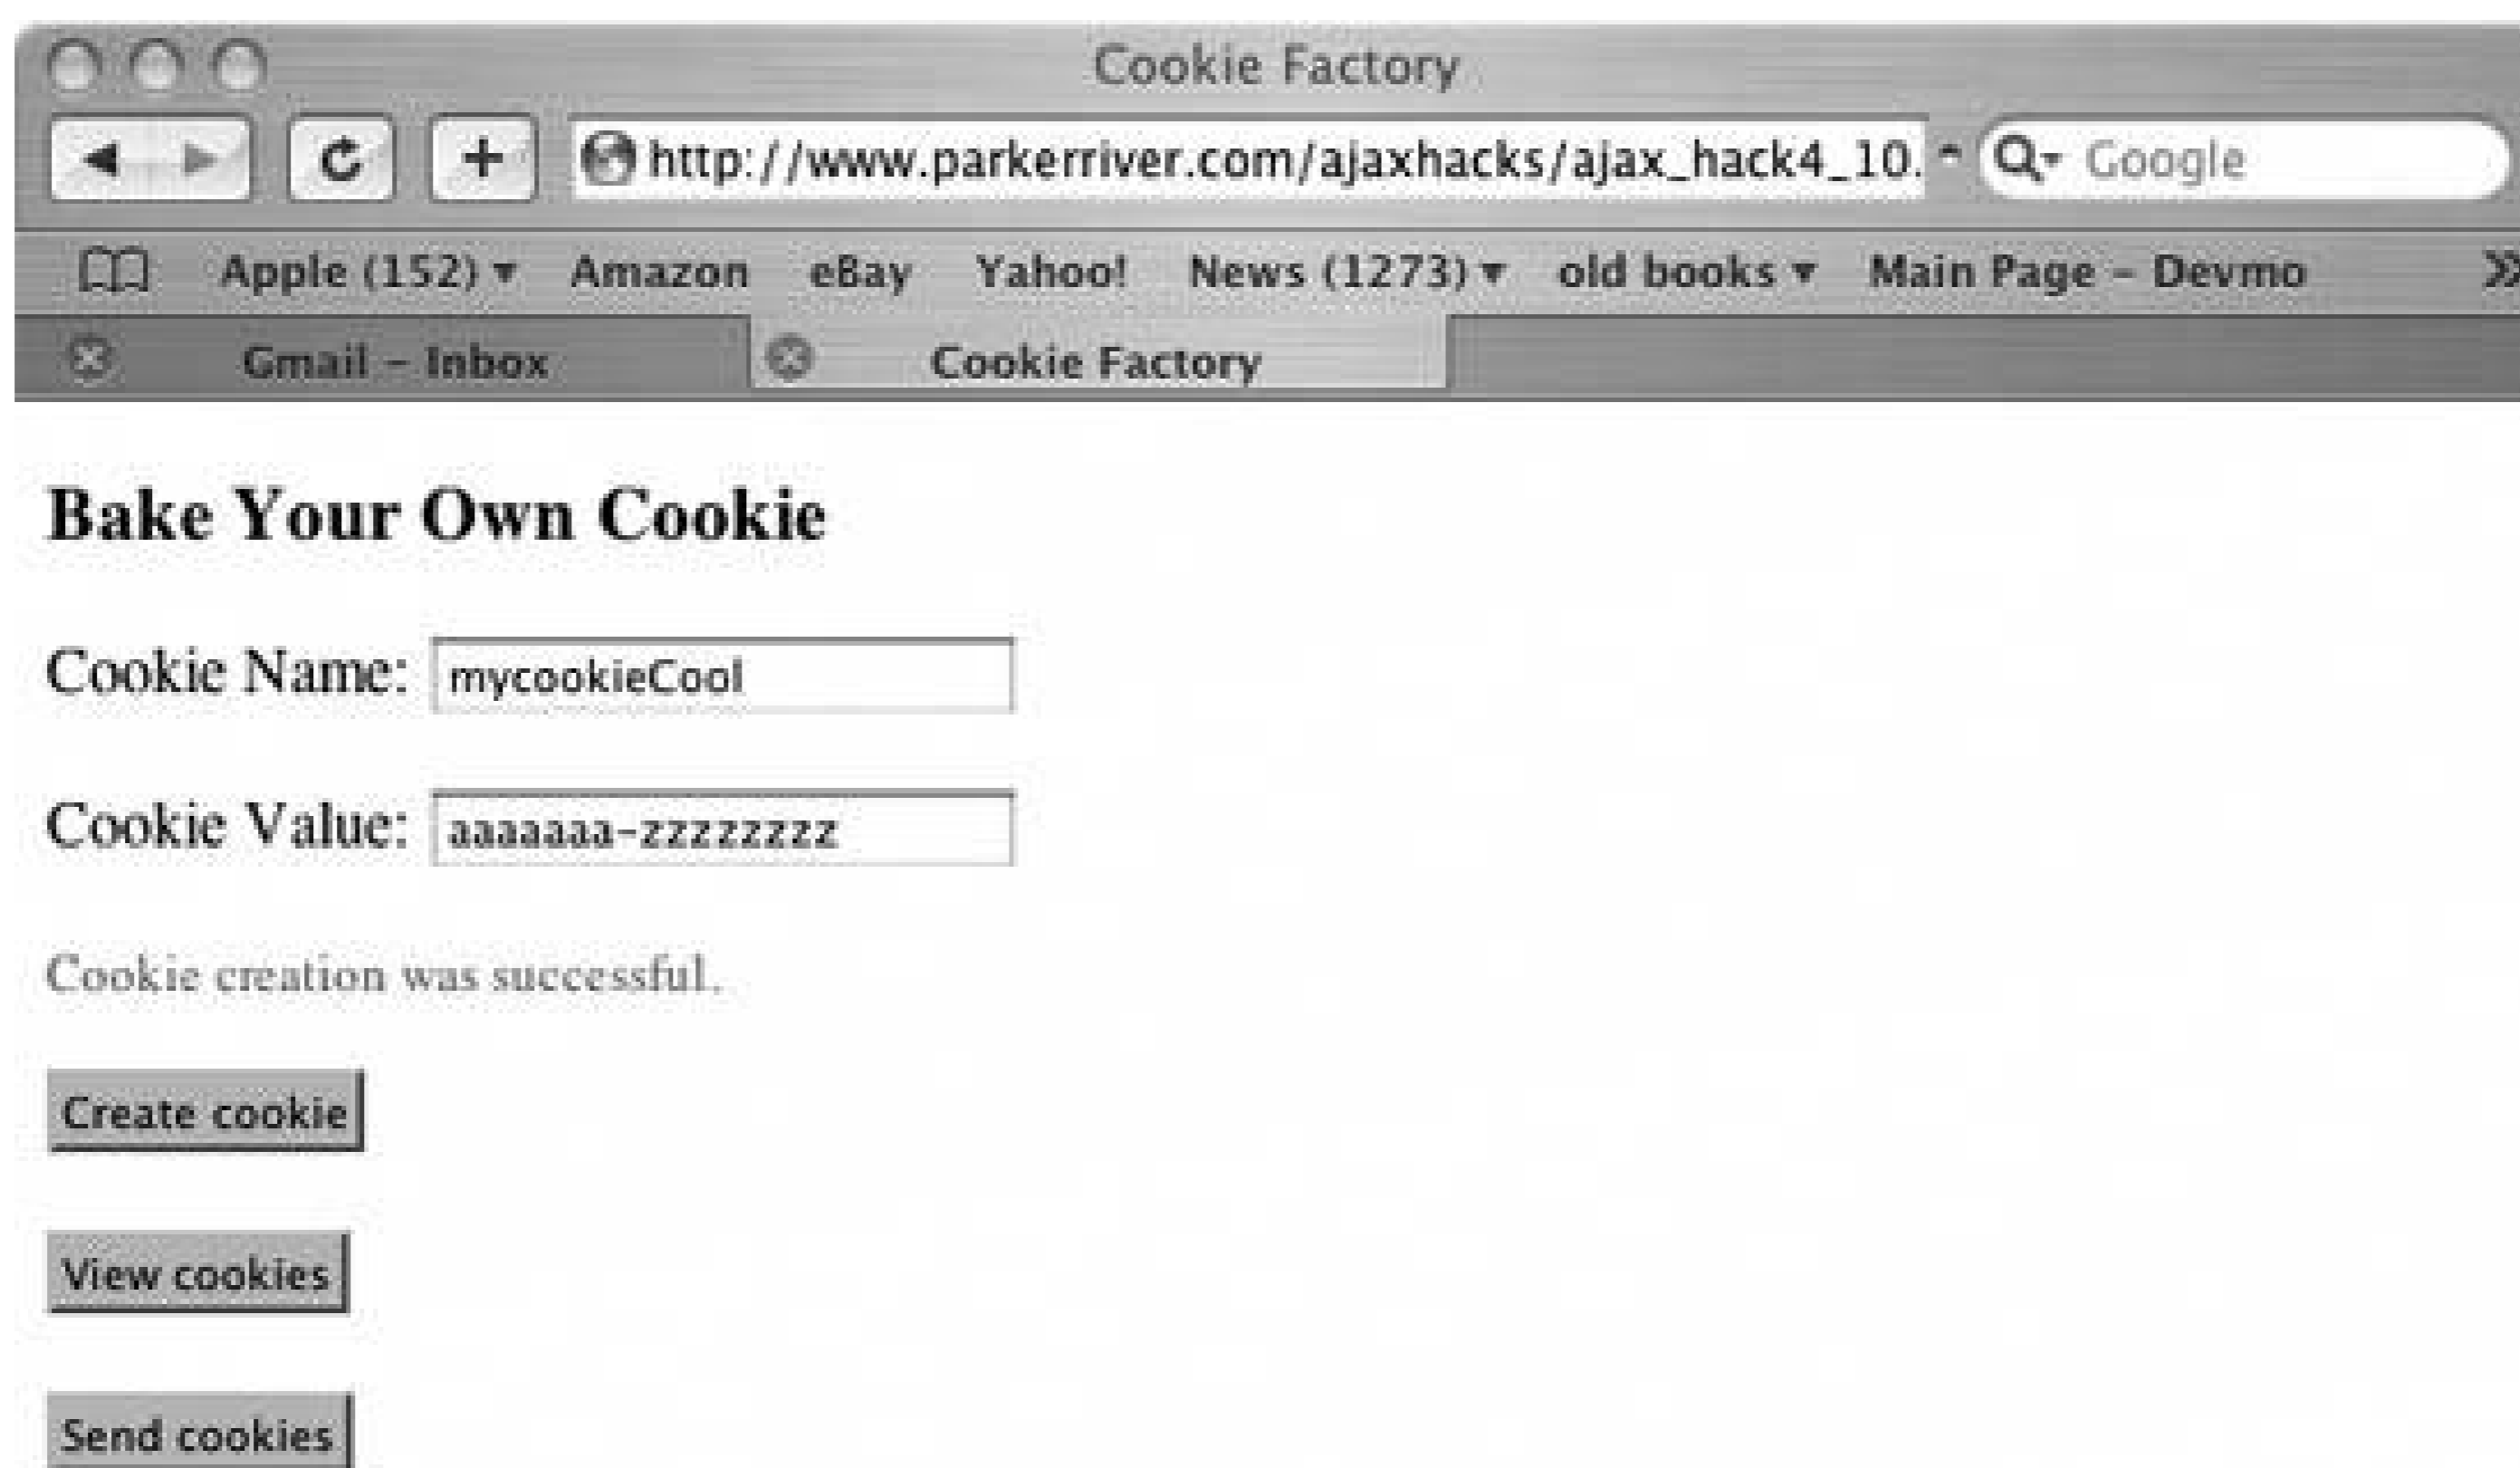 Cookie Factory
http://www.parkerriver.com/ajaxhacks/ajax_hack4_10. Google
Apple (152) Amazon eBay Yahoo! News (1273) old books Main Page - Devmo »
Gmail - Inbox Cookie Factory
Bake Your Own Cookie
Cookie Name: mycookieCool
Cookie Value: aaaaaaa-zzzzzzzz
Cookie creation was successful.
Create cookie
View cookies
Send cookies